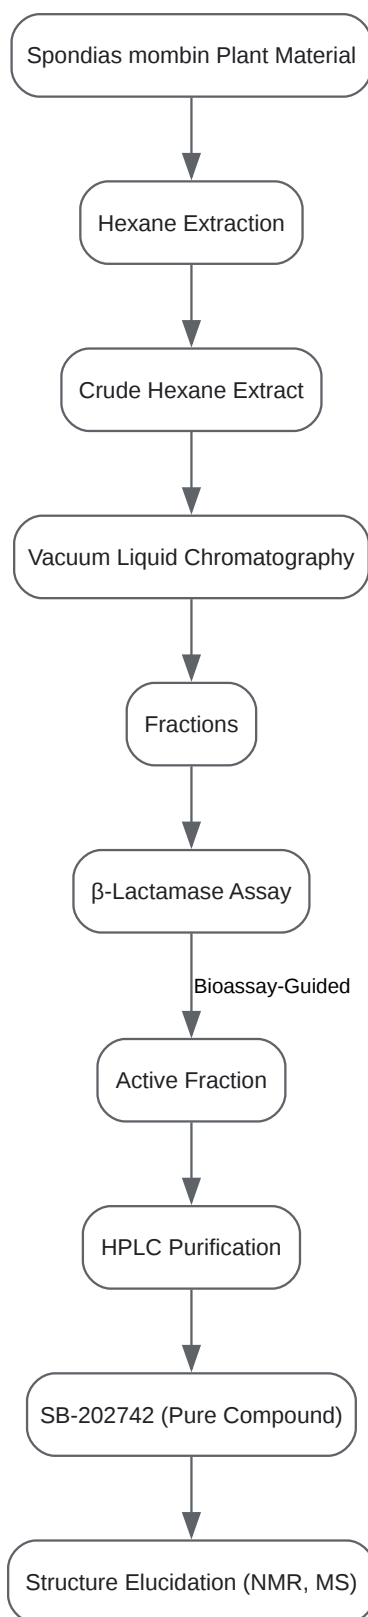 Spondias mombin Plant Material
Hexane Extraction
Crude Hexane Extract
Vacuum Liquid Chromatography
Fractions
β-Lactamase Assay
Bioassay-Guided
Active Fraction
HPLC Purification
SB-202742 (Pure Compound)
Structure Elucidation (NMR, MS)